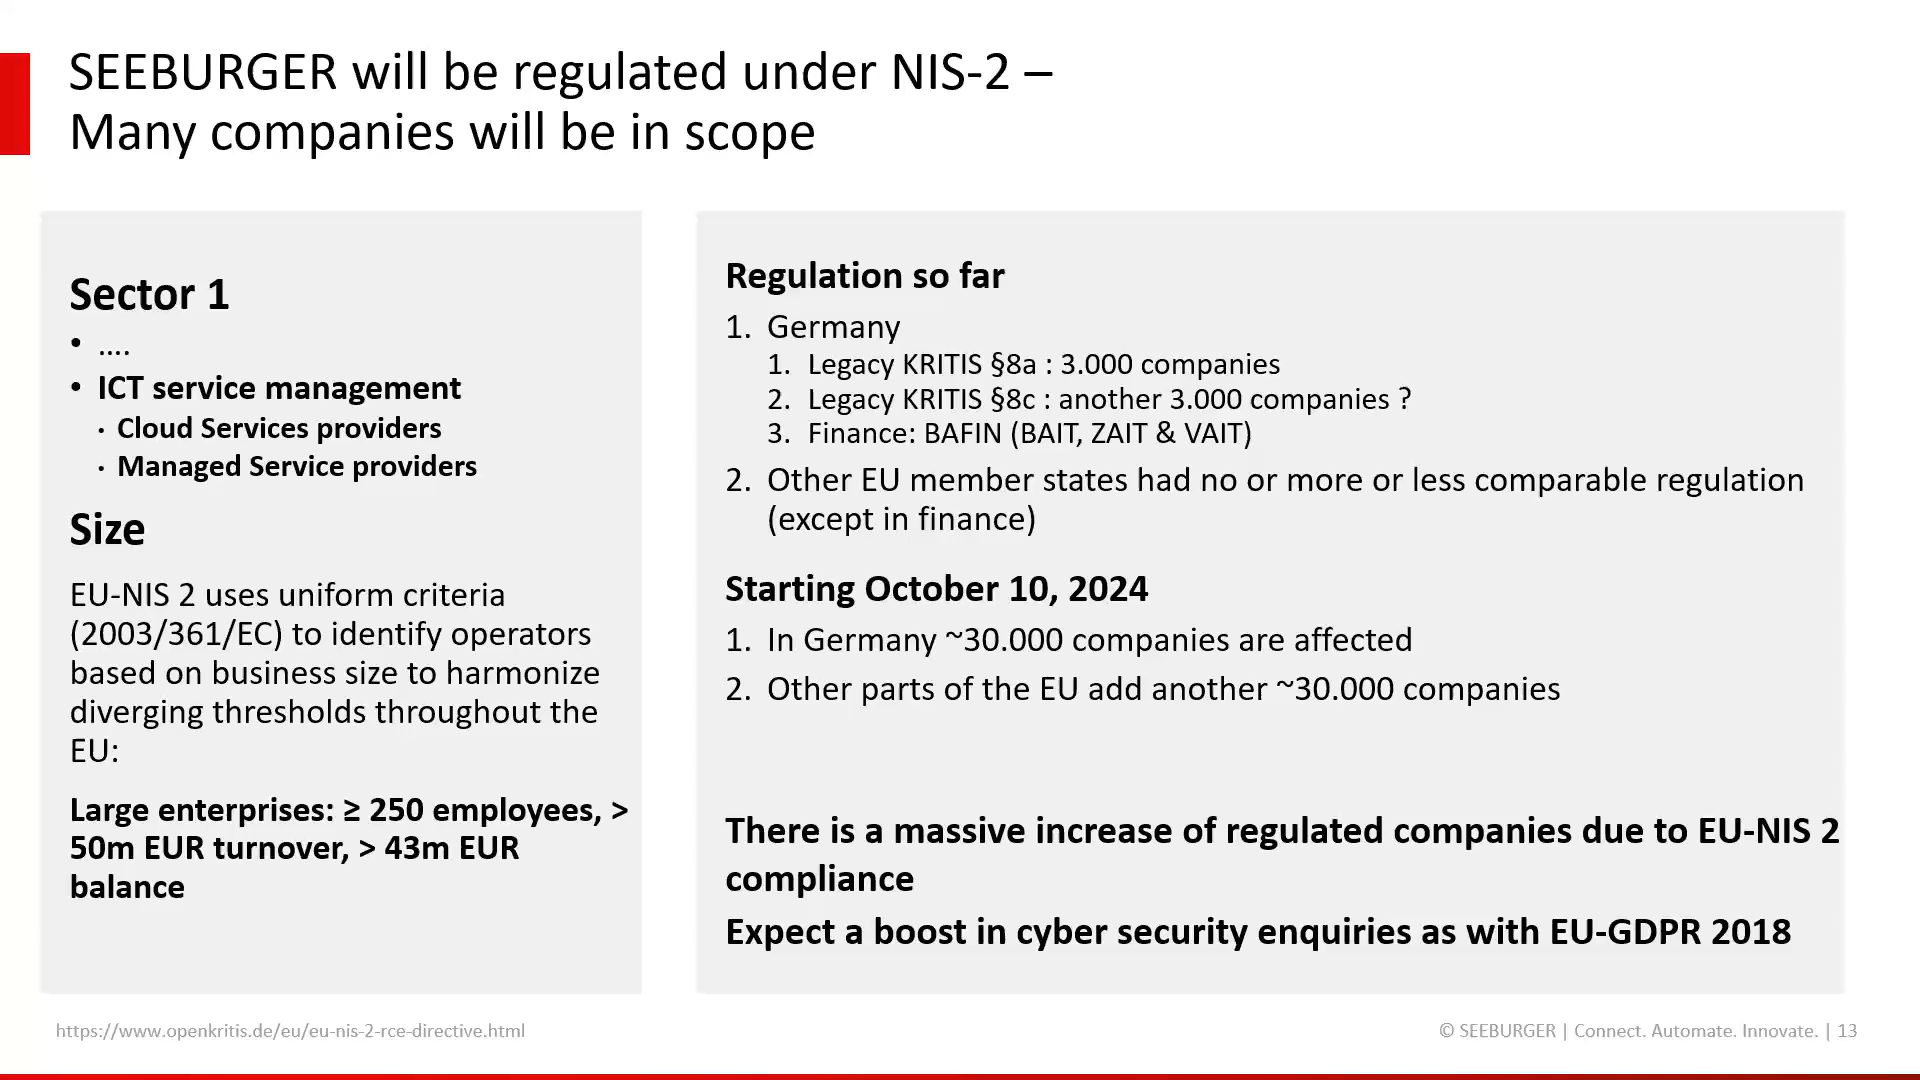 SEEBURGER will be regulated under NIS-2 –
Many companies will be in scope
Sector 1
• ....
• ICT service management
• Cloud Services providers
• Managed Service providers
Size
EU-NIS 2 uses uniform criteria
(2003/361/EC) to identify operators
based on business size to harmonize
diverging thresholds throughout the
EU:
Large enterprises: ≥ 250 employees, >
50m EUR turnover, > 43m EUR
balance
Regulation so far
1. Germany
1. Legacy KRITIS §8a : 3.000 companies
2. Legacy KRITIS §8c : another 3.000 companies ?
3. Finance: BAFIN (BAIT, ZAIT & VAIT)
2. Other EU member states had no or more or less comparable regulation
(except in finance)
Starting October 10, 2024
1. In Germany ~30.000 companies are affected
2. Other parts of the EU add another ~30.000 companies
There is a massive increase of regulated companies due to EU-NIS 2
compliance
Expect a boost in cyber security enquiries as with EU-GDPR 2018
https://www.openkritis.de/eu/eu-nis-2-rce-directive.html
© SEEBURGER | Connect. Automate. Innovate. | 13